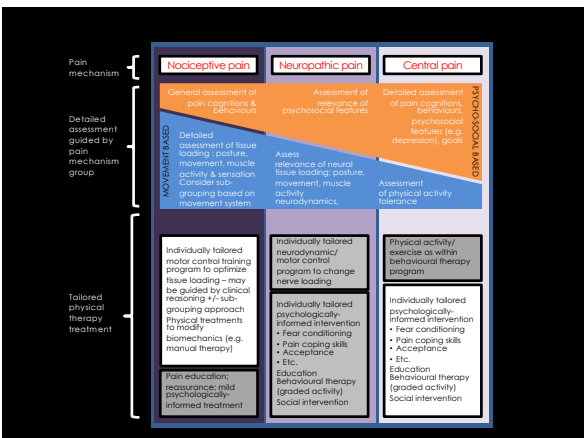 Pain
mechanism
Nociceptive pain
Neuropathic pain
Central pain
Detailed
assessment
guided by
pain
mechanism
group
General assessment of
pain cognitions &
behaviours
Assessment of
relevance of
psychosocial features
Detailed assessment
of pain cognitions,
behaviours,
psychosocial
features (e.g.
depression), goals
PSYCHO-SOCIAL BASED
MOVEMENT BASED
Detailed
assessment of tissue
loading : posture,
movement, muscle
activity & sensation
Consider sub-
grouping based on
movement system
Assess
relevance of neural
tissue loading; posture,
movement, muscle
activity
neurodynamics,
Assessment
of physical activity
tolerance
Tailored
physical
therapy
treatment
Individually tailored
motor control training
program to optimize
tissue loading – may
be guided by clinical
reasoning +/- sub-
grouping approach
Physical treatments
to modify
biomechanics (e.g.
manual therapy)
Pain education;
reassurance; mild
psychologically-
informed treatment
Individually tailored
neurodynamic/
motor control
program to change
nerve loading
Individually tailored
psychologically-
informed intervention
• Fear conditioning
• Pain coping skills
• Acceptance
• Etc.
Education
Behavioural therapy
(graded activity)
Social intervention
Physical activity/
exercise as within
behavioural therapy
program
Individually tailored
psychologically-
informed intervention
• Fear conditioning
• Pain coping skills
• Acceptance
• Etc.
Education
Behavioural therapy
(graded activity)
Social intervention